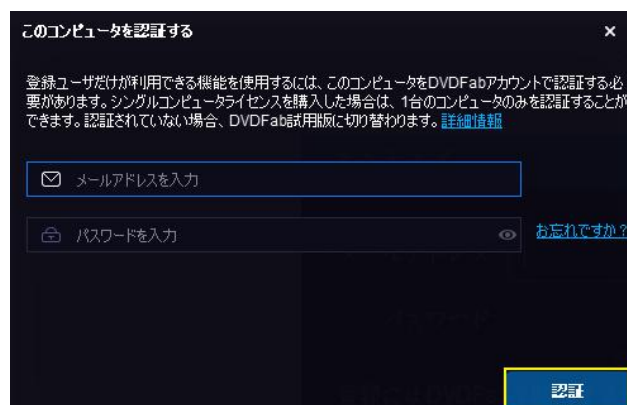 このコンピュータを認証する
登録ユーザだけが利用できる機能を使用するには、このコンピュータをDVDFabアカウントで認証する必
要があります。シングルコンピュータライセンスを購入した場合は、1台のコンピュータのみを認証することが
できます。認証されていない場合、DVDFab試用版に切り替わります。詳細情報
メールアドレスを入力
パスワードを入力
お忘れですか?
認証